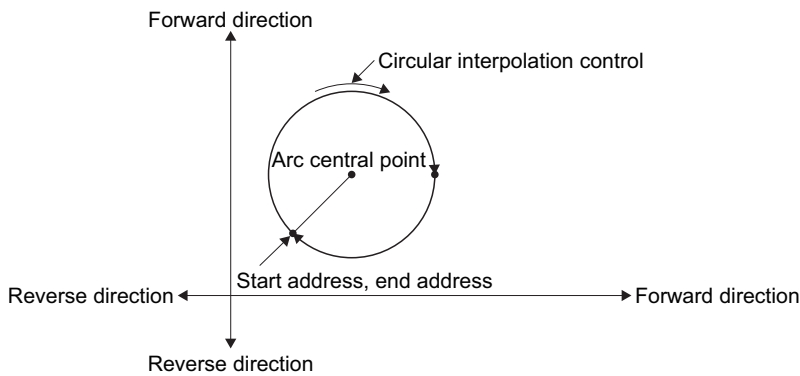 Forward direction
Circular interpolation control
Arc central point
Start address, end address
Reverse direction
Forward direction
Reverse direction